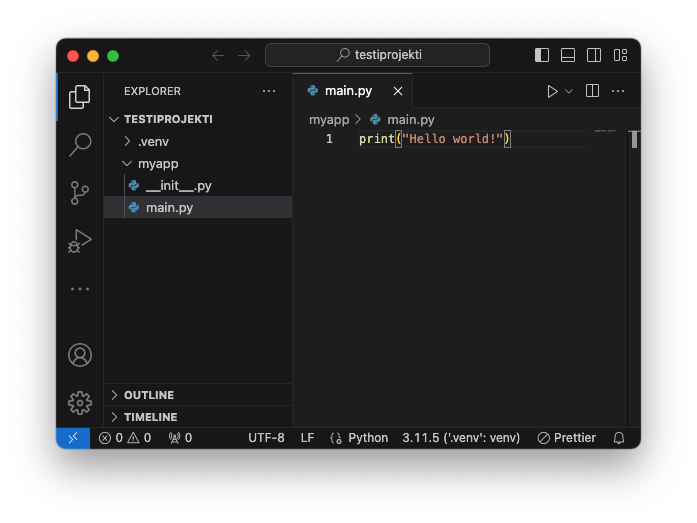 testiprojekti
EXPLORER
TESTIPROJEKTI
.venv
myapp
__init__.py
main.py
OUTLINE
TIMELINE
main.py
myapp > main.py
1 print("Hello world!")
0 0 0 UTF-8 LF Python 3.11.5 ('.venv': venv) Prettier